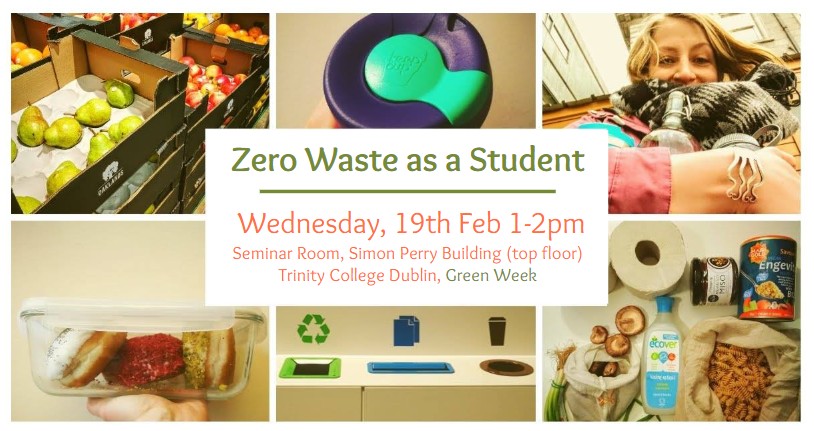 OAKLANDS
Zero Waste as a Student
Wednesday, 19th Feb 1-2pm
Seminar Room, Simon Perry Building (top floor)
Trinity College Dublin, Green Week
MISO
Engevita
ecover